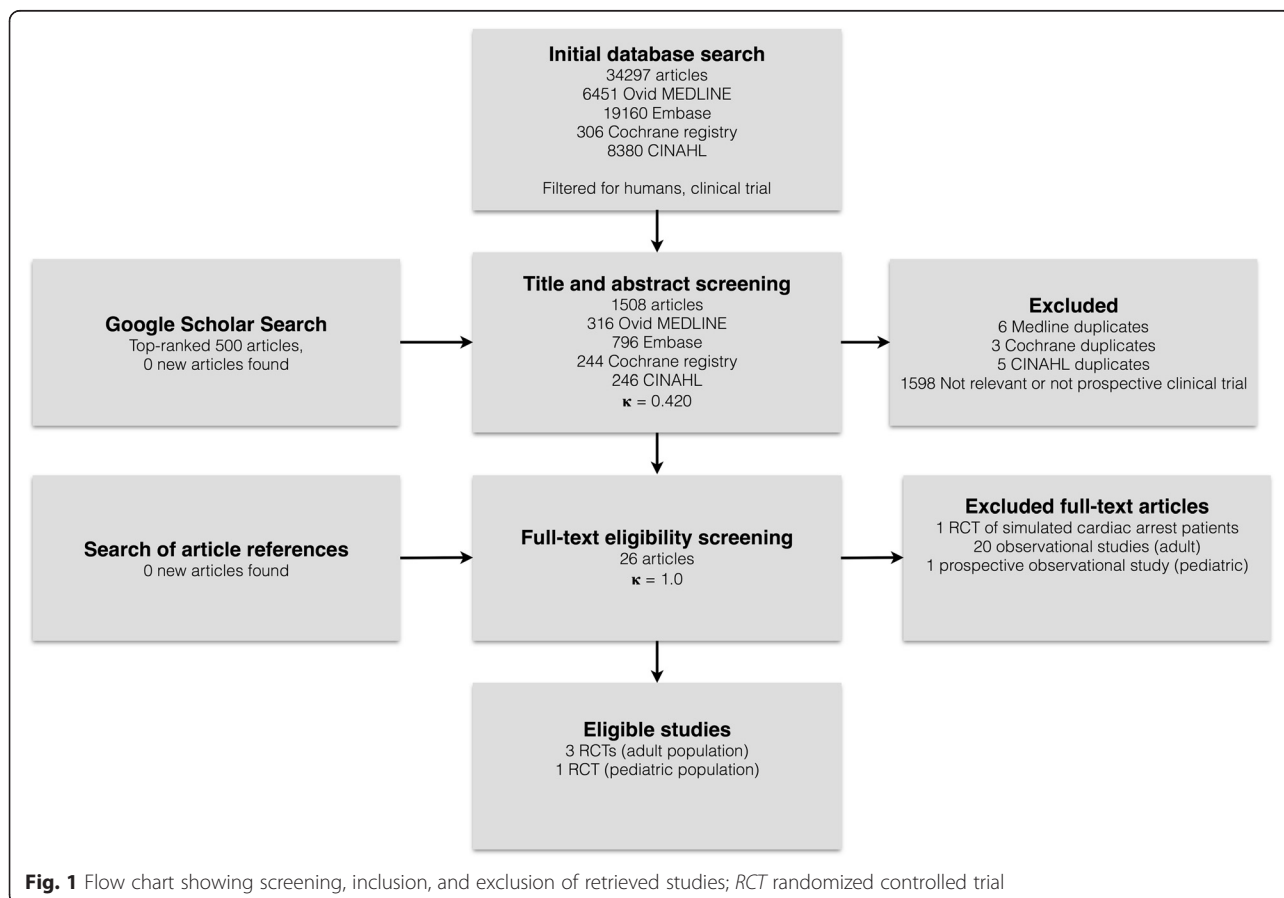 Initial database search
34297 articles
6451 Ovid MEDLINE
19160 Embase
306 Cochrane registry
8380 CINAHL
Filtered for humans, clinical trial
Google Scholar Search
Top-ranked 500 articles,
0 new articles found
Title and abstract screening
1508 articles
316 Ovid MEDLINE
796 Embase
244 Cochrane registry
246 CINAHL
κ = 0.420
Excluded
6 Medline duplicates
3 Cochrane duplicates
5 CINAHL duplicates
1598 Not relevant or not prospective clinical trial
Search of article references
0 new articles found
Full-text eligibility screening
26 articles
κ = 1.0
Excluded full-text articles
1 RCT of simulated cardiac arrest patients
20 observational studies (adult)
1 prospective observational study (pediatric)
Eligible studies
3 RCTs (adult population)
1 RCT (pediatric population)
Fig. 1 Flow chart showing screening, inclusion, and exclusion of retrieved studies; RCT randomized controlled trial